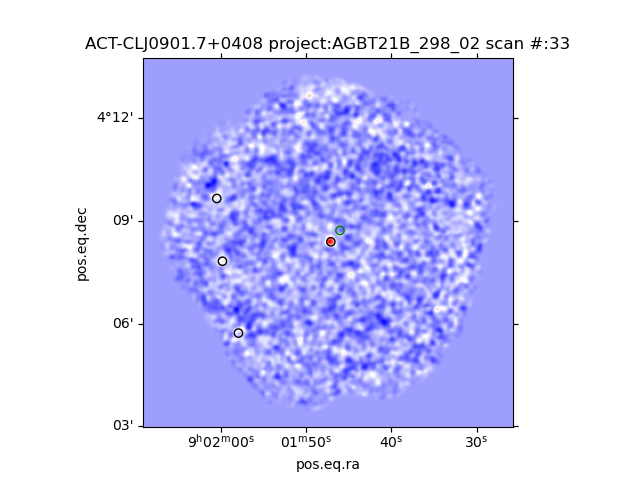 ACT-CLJ0901.7+0408 project:AGBT21B_298_02 scan #:33
4°12'
09'
06'
03'
pos.eq.dec
9ʰ02ᵐ00ˢ 01ᵐ50ˢ 40ˢ 30ˢ
pos.eq.ra